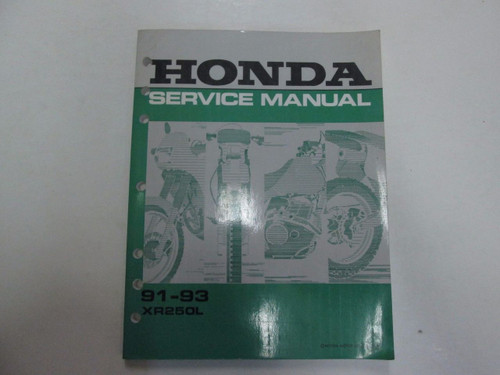 HONDA
SERVICE MANUAL
91-93
XR250L